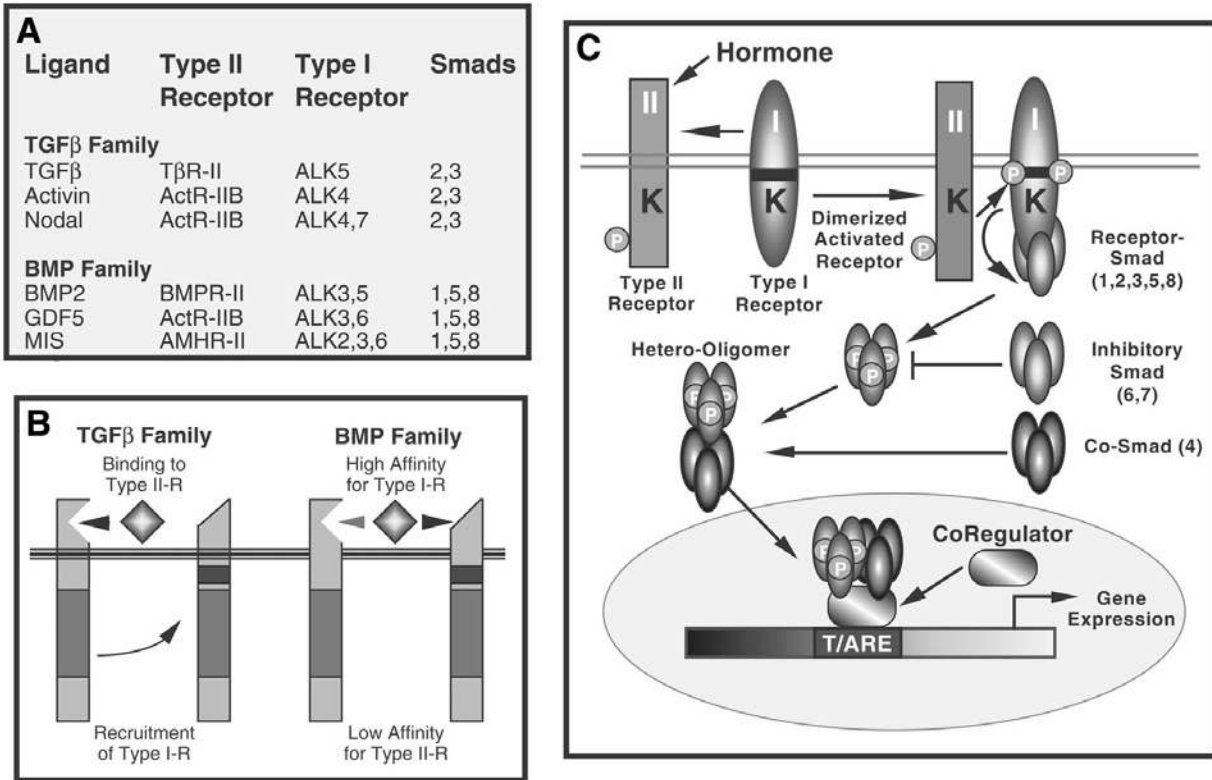 A
Ligand Type II Receptor Type I Receptor Smads
TGFβ Family
TGFβ TβR-II ALK5 2,3
Activin ActR-IIB ALK4 2,3
Nodal ActR-IIB ALK4,7 2,3
BMP Family
BMP2 BMPR-II ALK3,5 1,5,8
GDF5 ActR-IIB ALK3,6 1,5,8
MIS AMHR-II ALK2,3,6 1,5,8
B
TGFβ Family
Binding to
Type II-R
Recruitment
of Type I-R
BMP Family
High Affinity
for Type I-R
Low Affinity
for Type II-R
C
Hormone
II
I
II
I
P
P
K
K
K
K
P
P
Dimerized
Activated
Receptor
Type II
Receptor
Type I
Receptor
Receptor-
Smad
(1,2,3,5,8)
Hetero-Oligomer
P
P
P
P
P
P
Inhibitory
Smad
(6,7)
Co-Smad (4)
CoRegulator
P
P
P
Gene
Expression
T/ARE